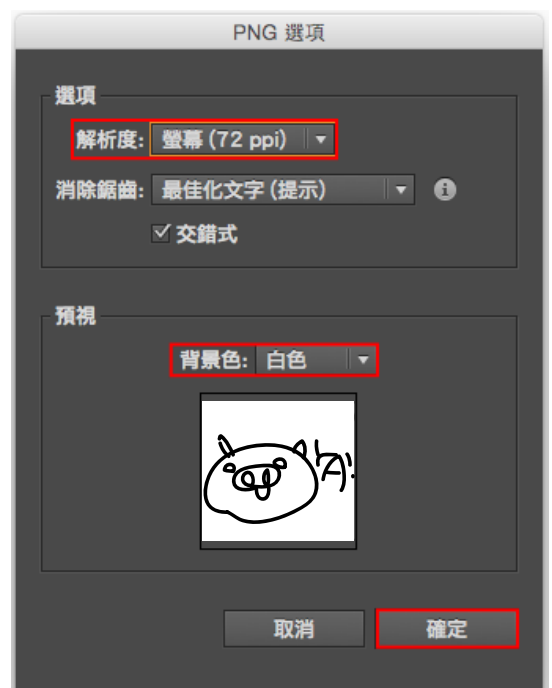 PNG 選項
選項
解析度: 螢幕 (72 ppi)
消除鋸齒: 最佳化文字 (提示)
交錯式
預視
背景色: 白色
取消 確定